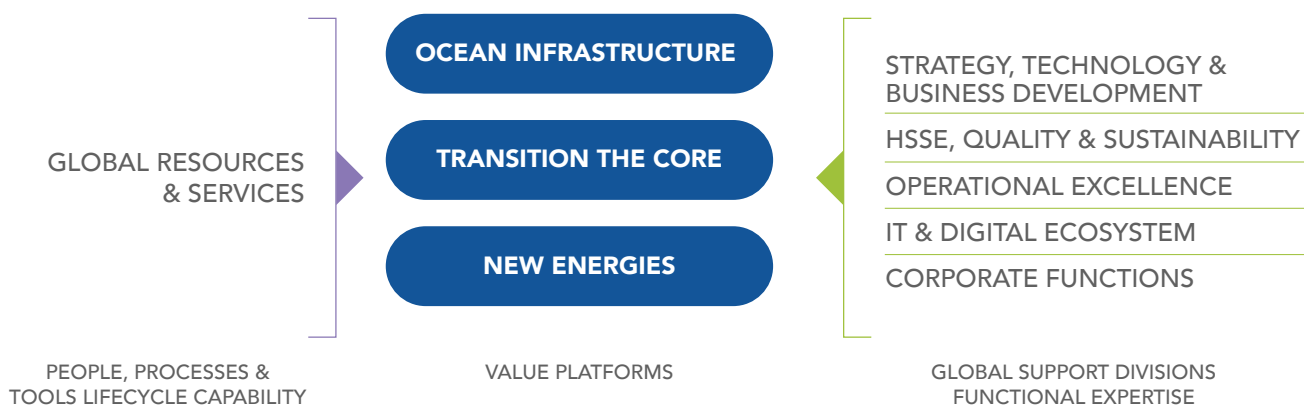 GLOBAL RESOURCES
& SERVICES
PEOPLE, PROCESSES &
TOOLS LIFECYCLE CAPABILITY
OCEAN INFRASTRUCTURE
TRANSITION THE CORE
NEW ENERGIES
VALUE PLATFORMS
STRATEGY, TECHNOLOGY &
BUSINESS DEVELOPMENT
HSSE, QUALITY & SUSTAINABILITY
OPERATIONAL EXCELLENCE
IT & DIGITAL ECOSYSTEM
CORPORATE FUNCTIONS
GLOBAL SUPPORT DIVISIONS
FUNCTIONAL EXPERTISE